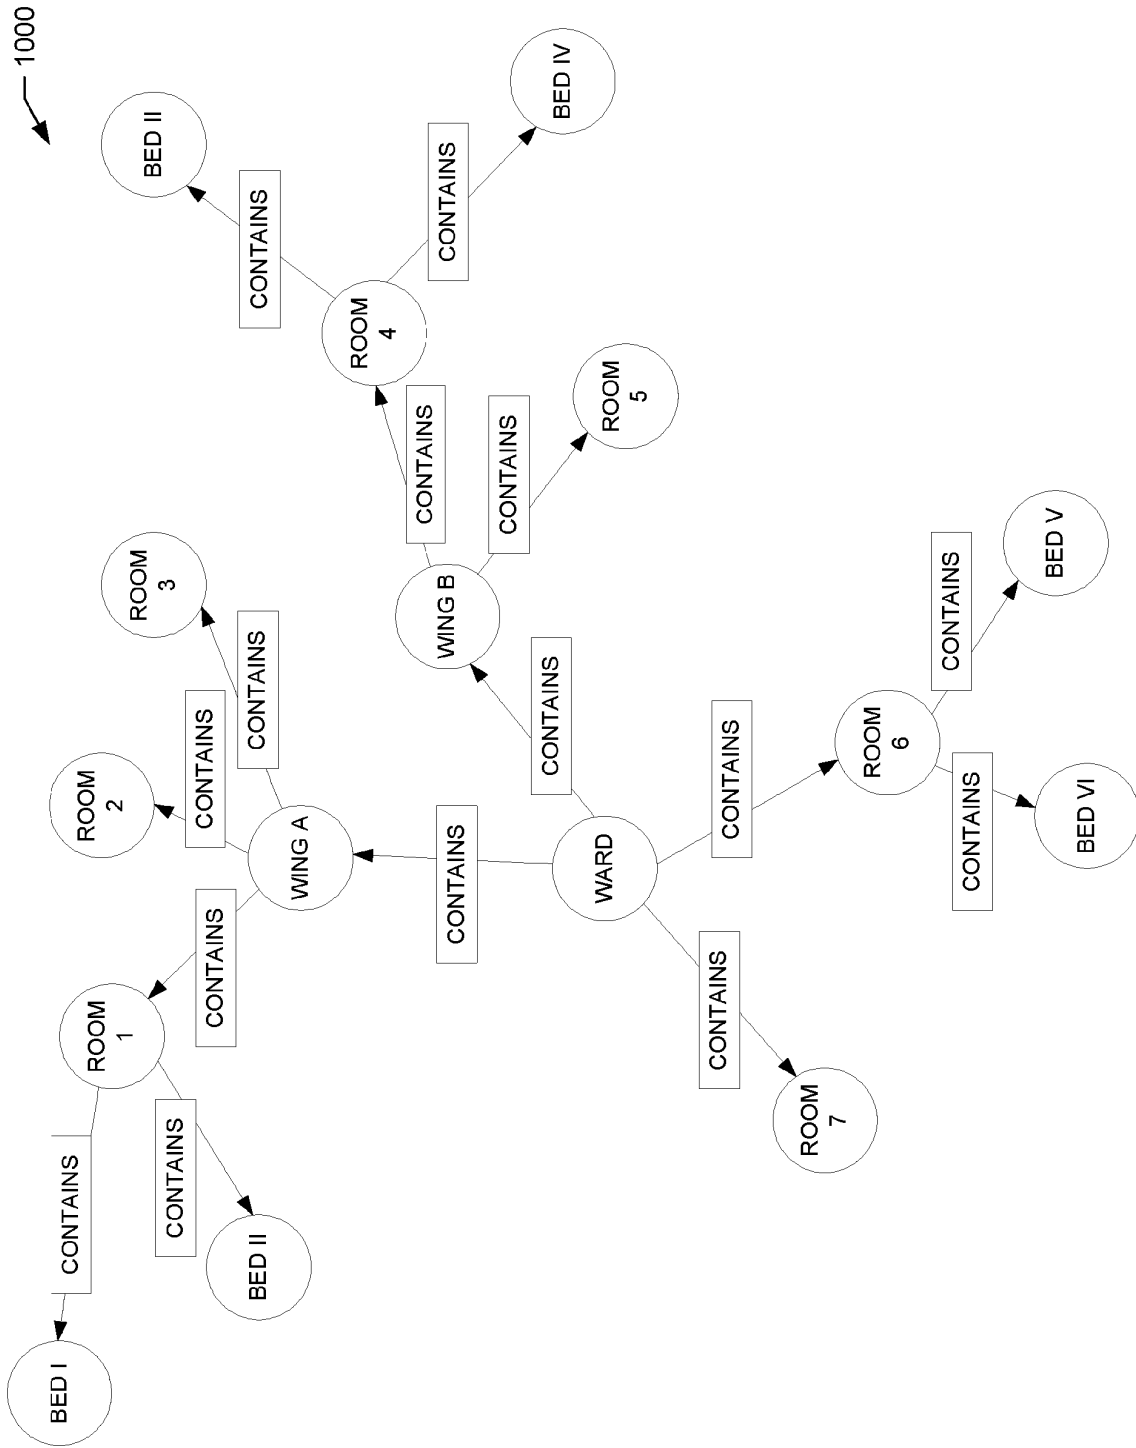 1000
BED I
CONTAINS
ROOM
1
CONTAINS
BED II
CONTAINS
ROOM
2
CONTAINS
ROOM
3
CONTAINS
WING A
CONTAINS
WARD
CONTAINS
WING B
CONTAINS
ROOM
4
CONTAINS
BED II
CONTAINS
BED IV
CONTAINS
ROOM
5
CONTAINS
ROOM
6
CONTAINS
BED V
CONTAINS
BED VI
CONTAINS
ROOM
7